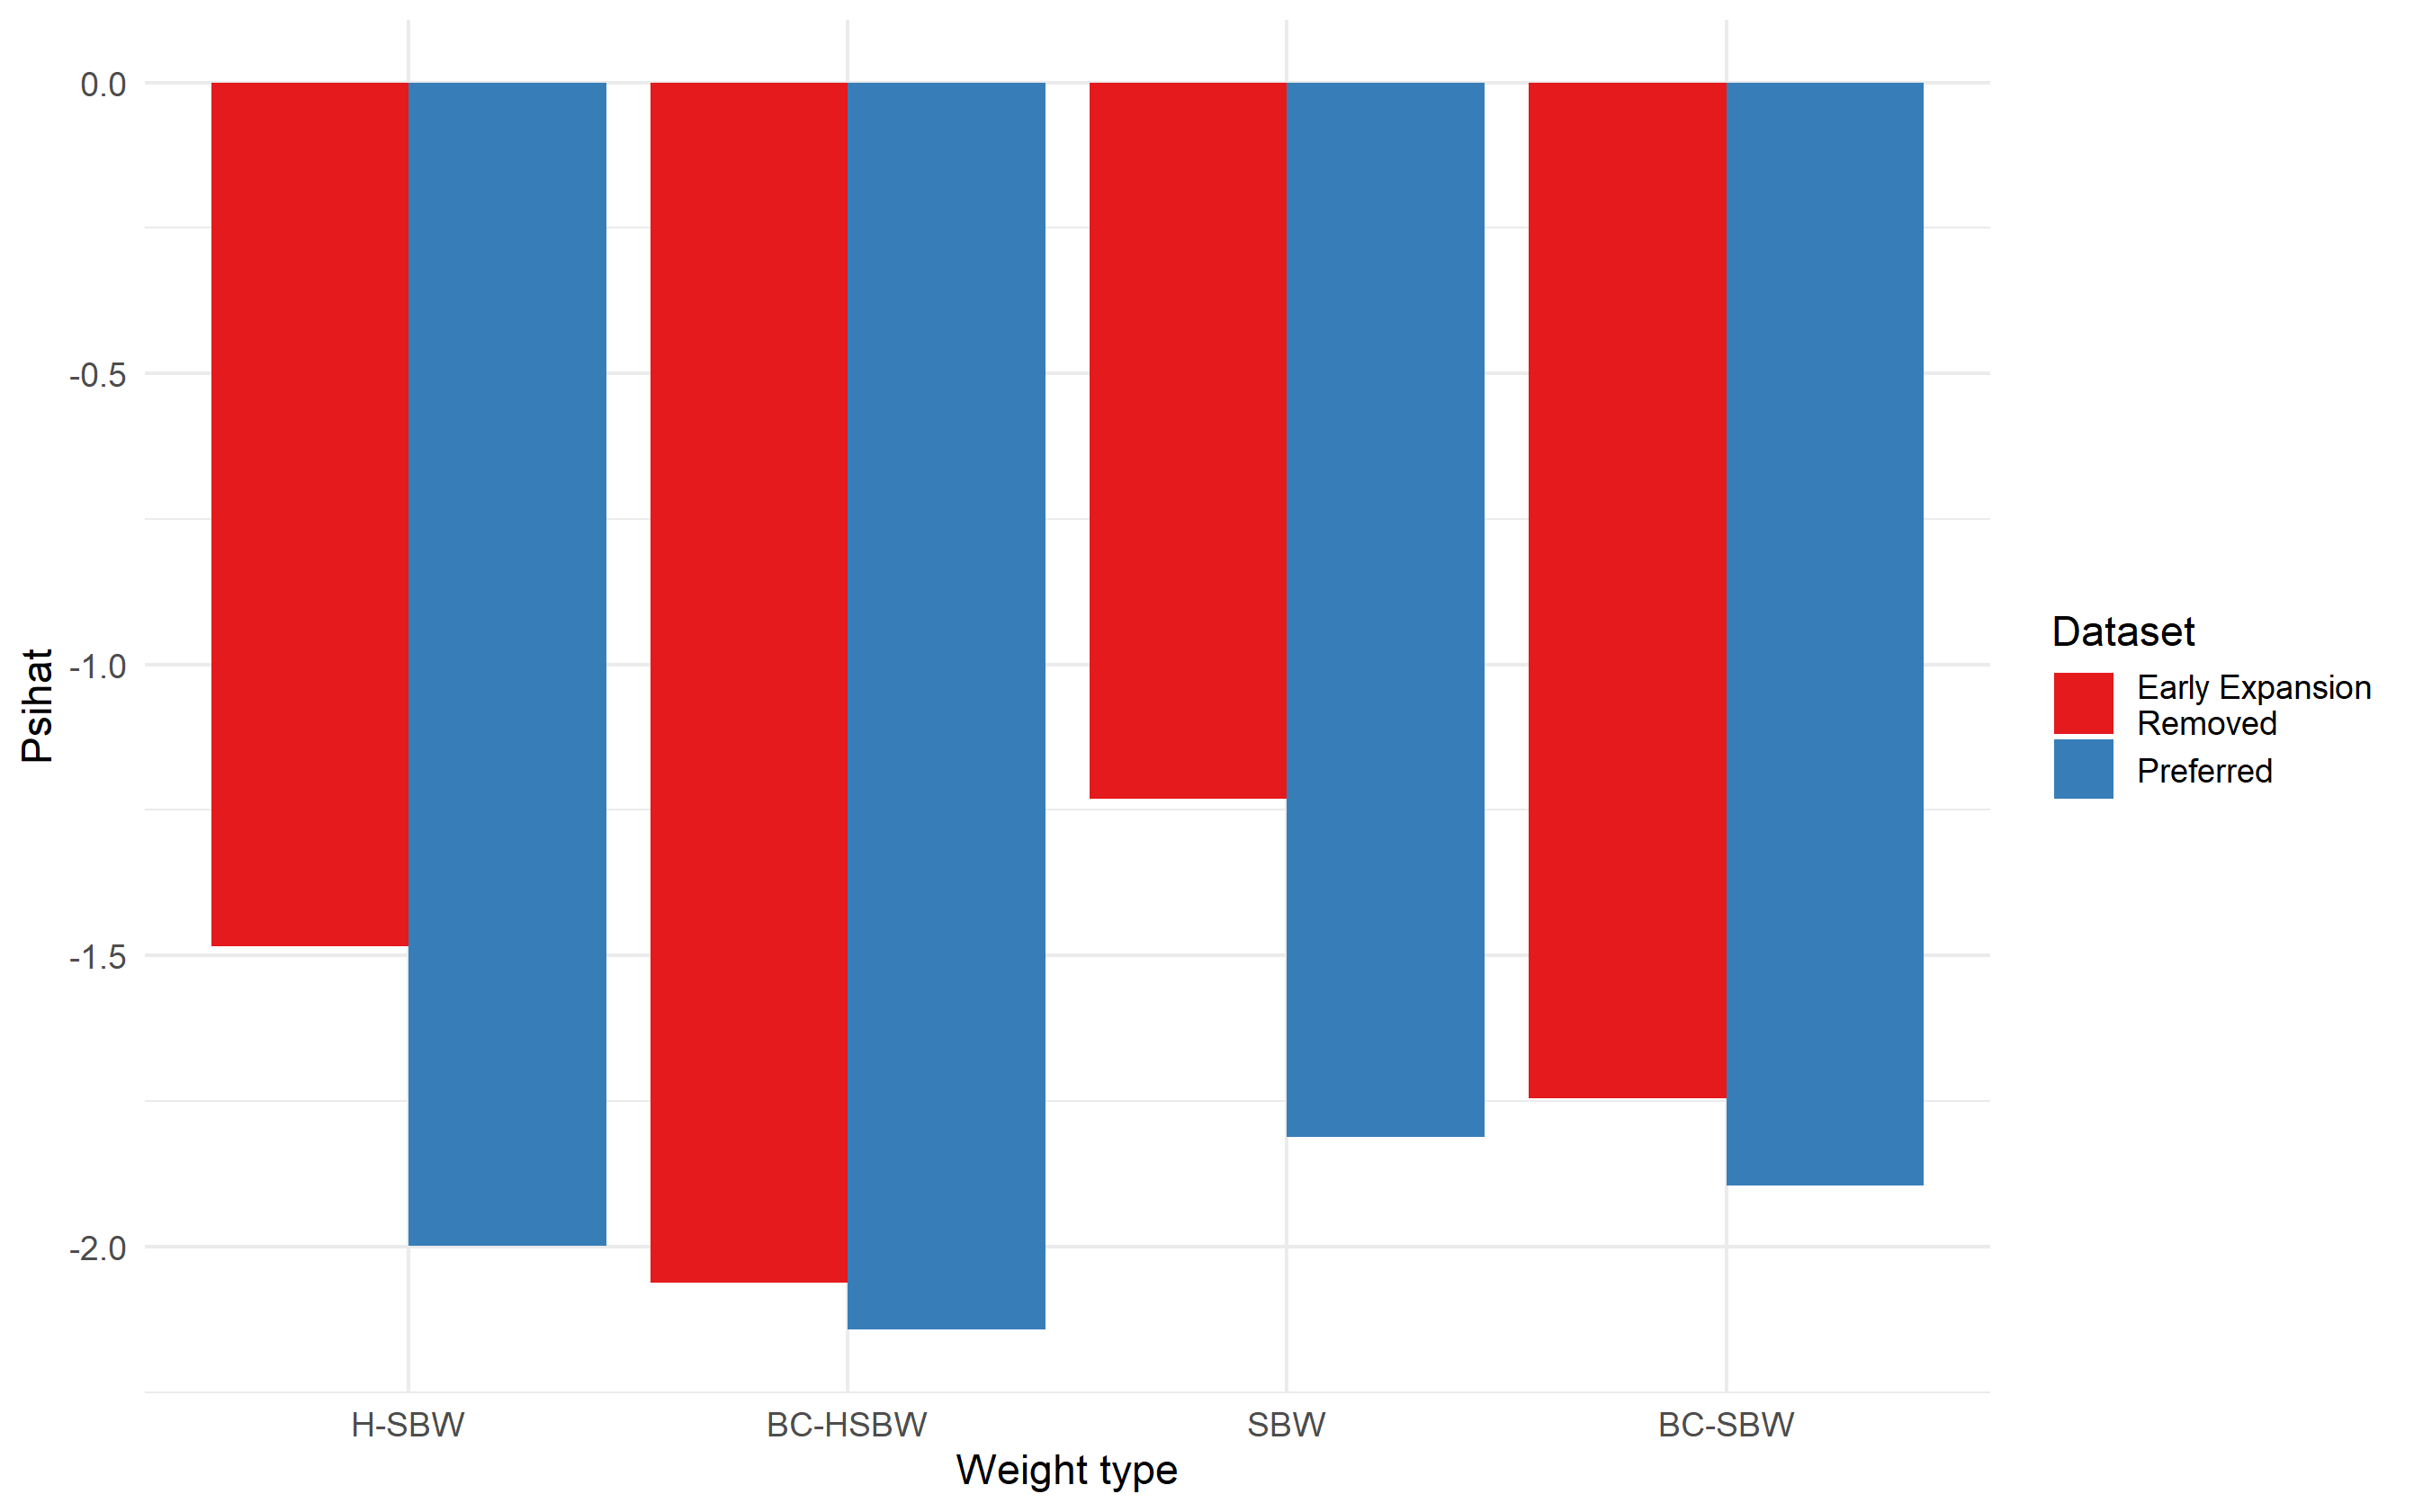 0.0
-0.5
-1.0
-1.5
-2.0
Psihat
H-SBW
BC-HSBW
SBW
BC-SBW
Weight type
Dataset
Early Expansion
Removed
Preferred